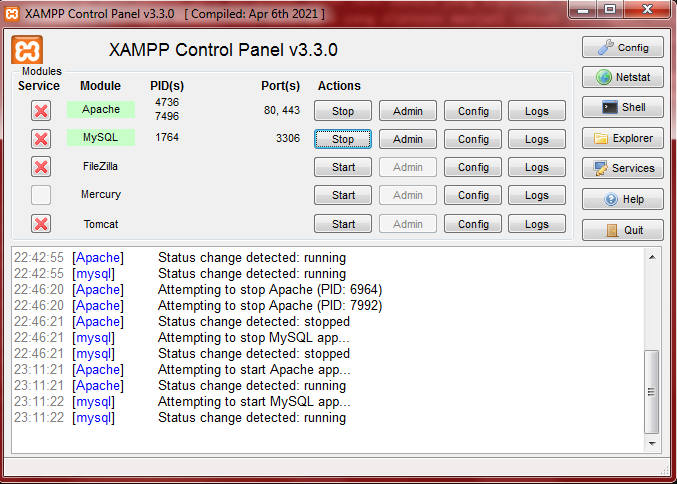 XAMPP Control Panel v3.3.0 [ Compiled: Apr 6th 2021 ]
XAMPP Control Panel v3.3.0
Config
Modules
Service Module PID(s) Port(s) Actions
Netstat
Apache 4736 7496 80, 443 Stop Admin Config Logs
Shell
MySQL 1764 3306 Stop Admin Config Logs
Explorer
FileZilla Start Admin Config Logs
Services
Mercury Start Admin Config Logs
Help
Tomcat Start Admin Config Logs
Quit
22:42:55 [Apache] Status change detected: running
22:42:55 [mysql] Status change detected: running
22:46:20 [Apache] Attempting to stop Apache (PID: 6964)
22:46:20 [Apache] Attempting to stop Apache (PID: 7992)
22:46:21 [Apache] Status change detected: stopped
22:46:21 [mysql] Attempting to stop MySQL app...
22:46:21 [mysql] Status change detected: stopped
23:11:21 [Apache] Attempting to start Apache app...
23:11:21 [Apache] Status change detected: running
23:11:22 [mysql] Attempting to start MySQL app...
23:11:22 [mysql] Status change detected: running